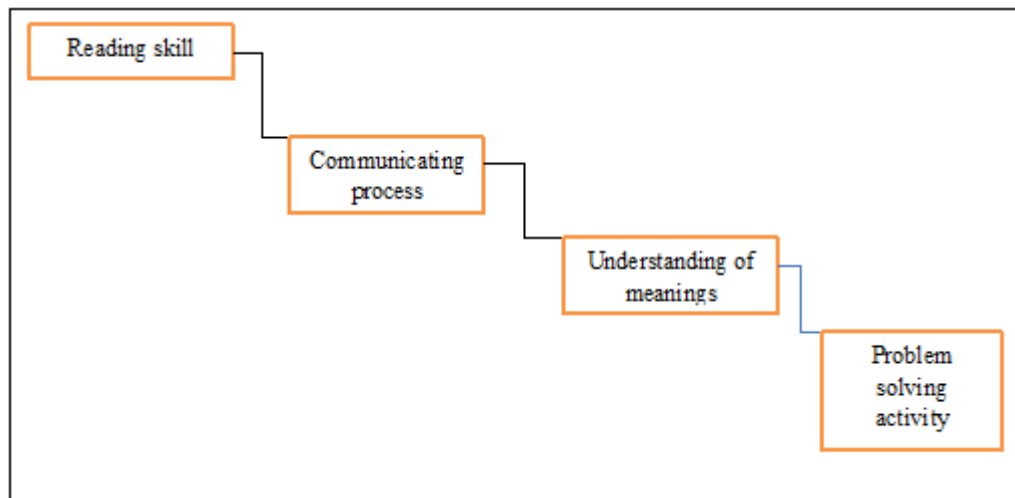 Reading skill
Communicating
process
Understanding of
meanings
Problem
solving
activity